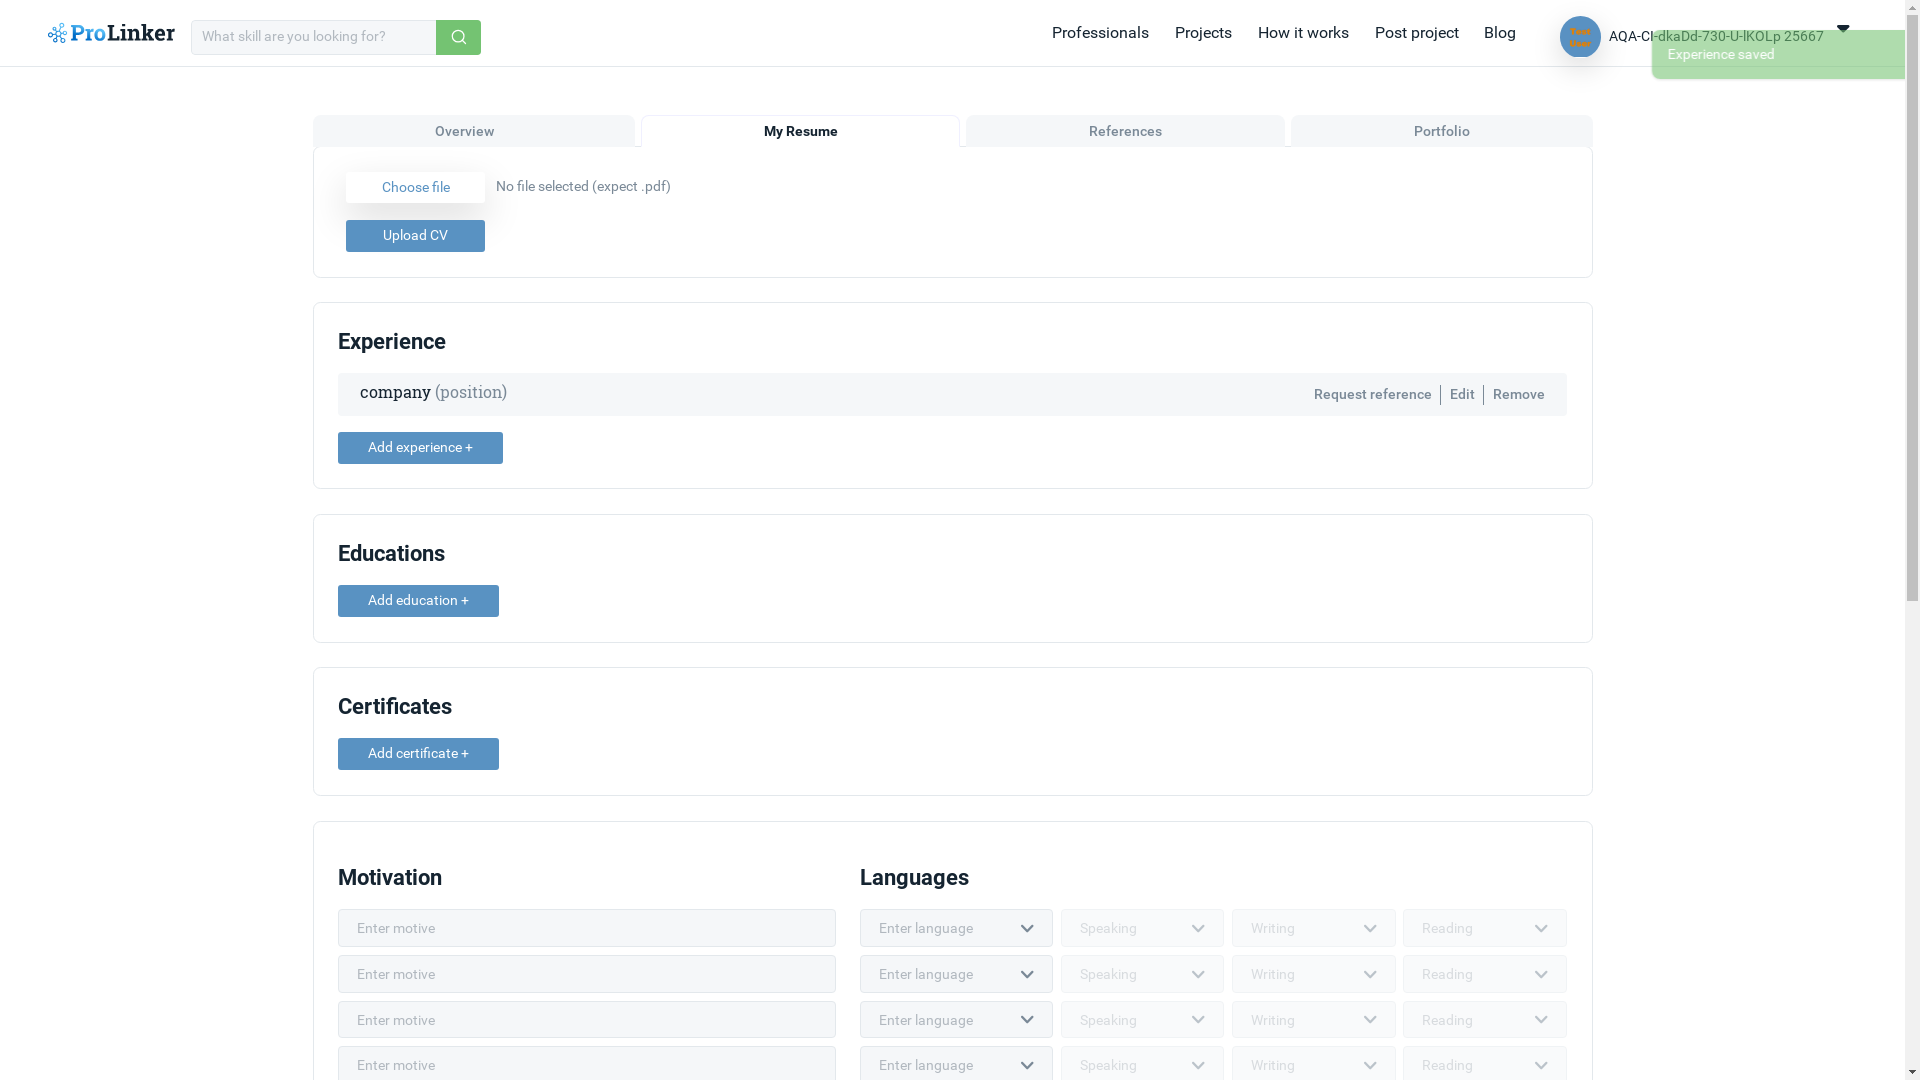 ProLinker
What skill are you looking for?
Professionals
Projects
How it works
Post project
Blog
Test
User
AQA-CI-dkaDd-730-U-lKOLp 25667
Experience saved
Overview
My Resume
References
Portfolio
Choose file
No file selected (expect .pdf)
Upload CV
Experience
company (position)
Request reference
Edit
Remove
Add experience +
Educations
Add education +
Certificates
Add certificate +
Motivation
Languages
Enter motive
Enter language
Speaking
Writing
Reading
Enter motive
Enter language
Speaking
Writing
Reading
Enter motive
Enter language
Speaking
Writing
Reading
Enter motive
Enter language
Speaking
Writing
Reading